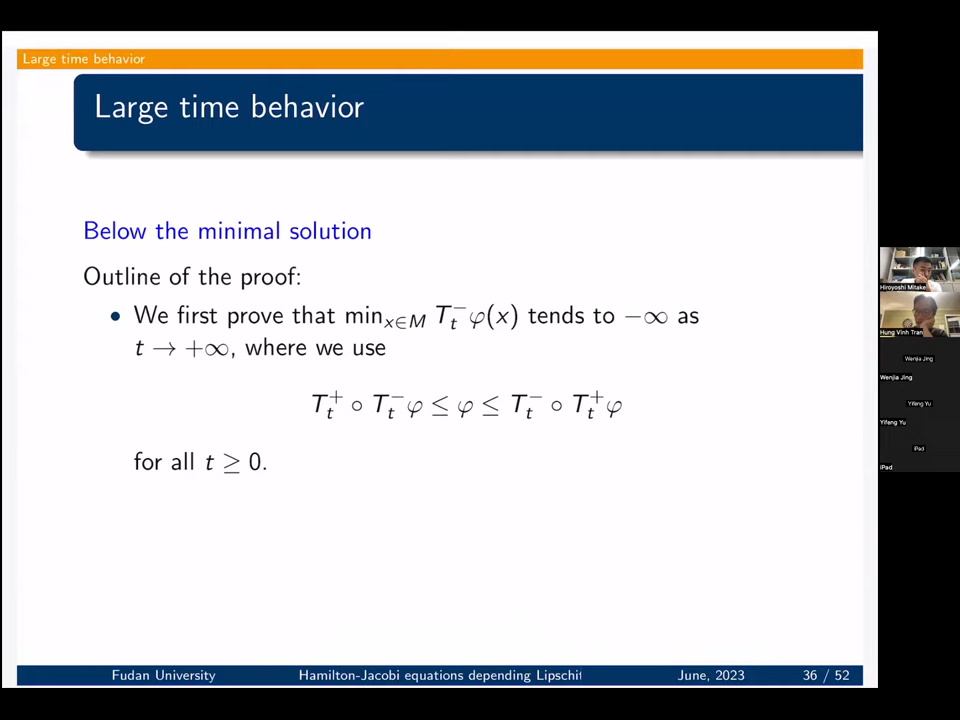 Large time behavior
Large time behavior
Below the minimal solution
Outline of the proof:
• We first prove that min_{x∈M} T_t^− φ(x) tends to −∞ as
t → +∞, where we use
T_t^+ ∘ T_t^− φ ≤ φ ≤ T_t^− ∘ T_t^+ φ
for all t ≥ 0.
Fudan University Hamilton-Jacobi equations depending Lipschit June, 2023 36 / 52
Hiroyoshi Mitake
Hung Vinh Tran
Wenjia Jing
Wenjia Jing
Yifeng Yu
Yifeng Yu
iPad
iPad